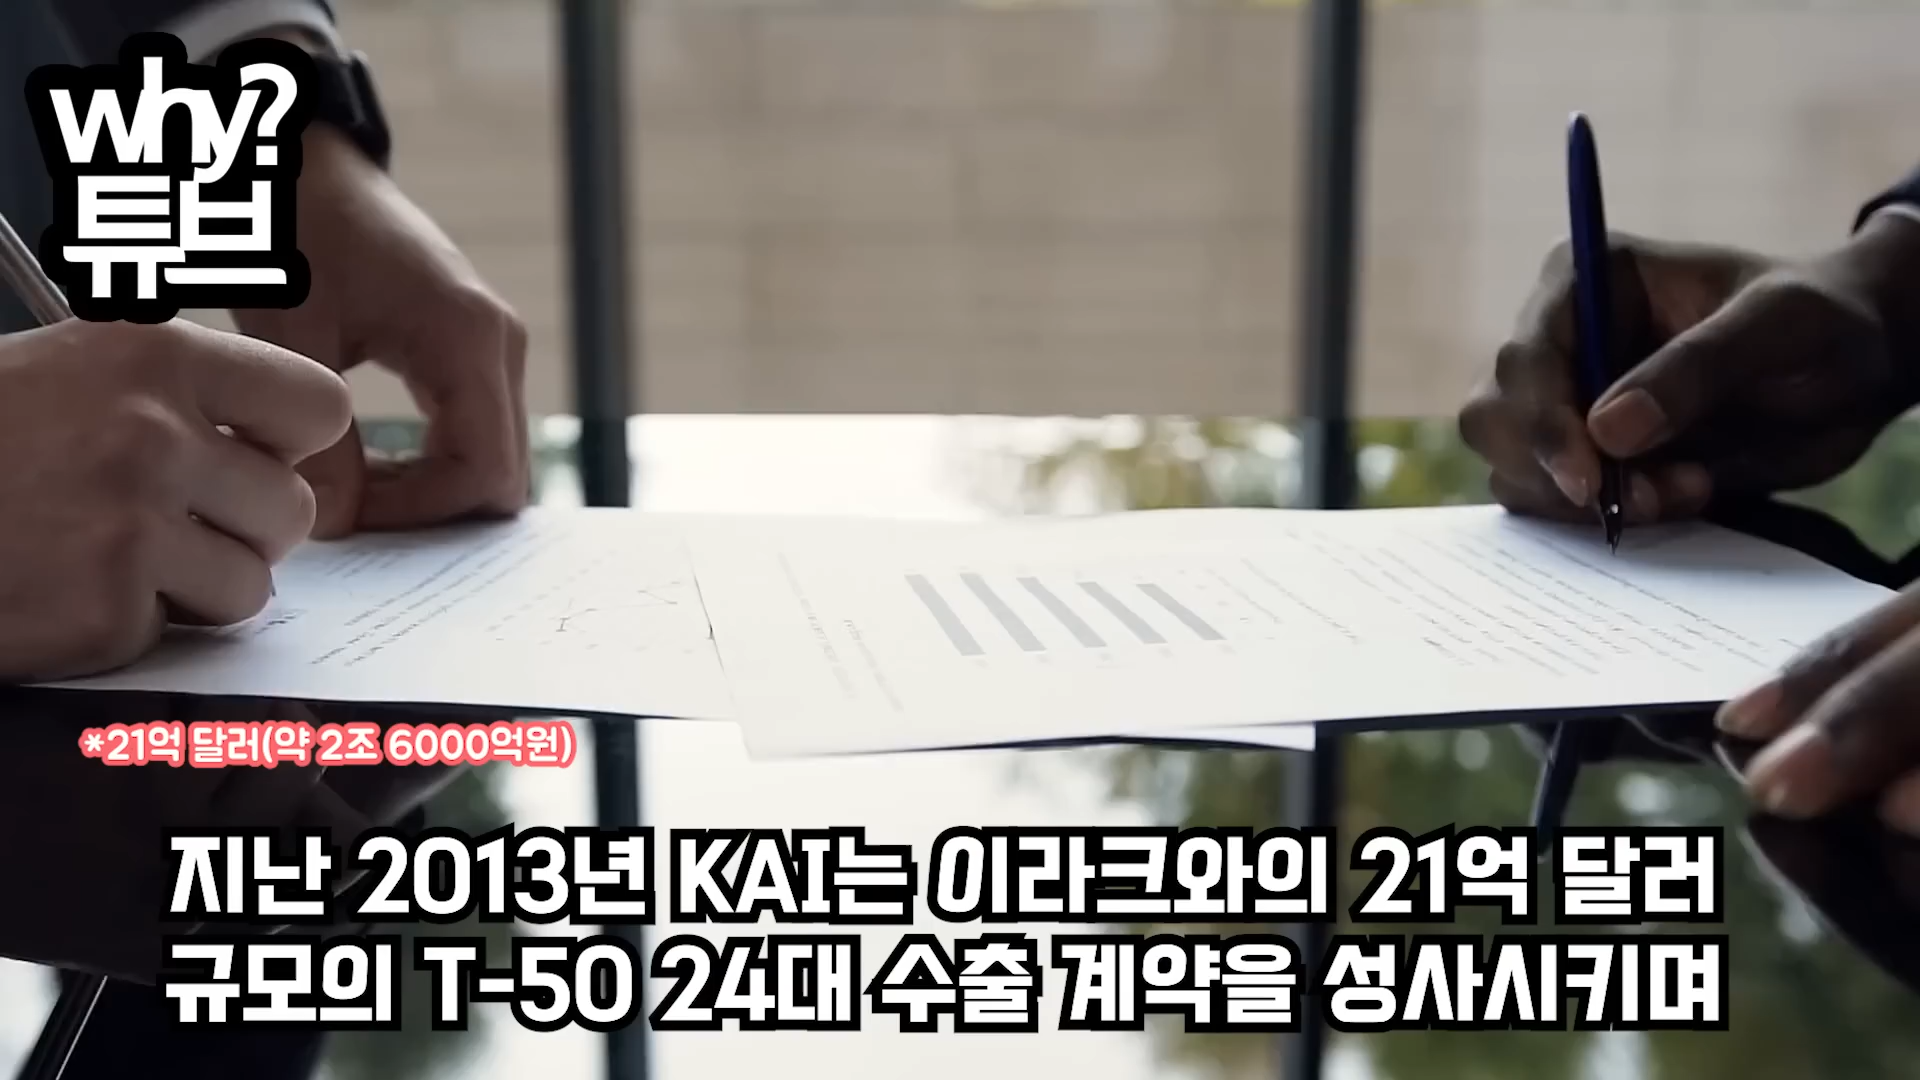 why?
튜브
*21억 달러(약 2조 6000억원)
지난 2013년 KAI는 이라크와의 21억 달러
규모의 T-50 24대 수출 계약을 성사시키며